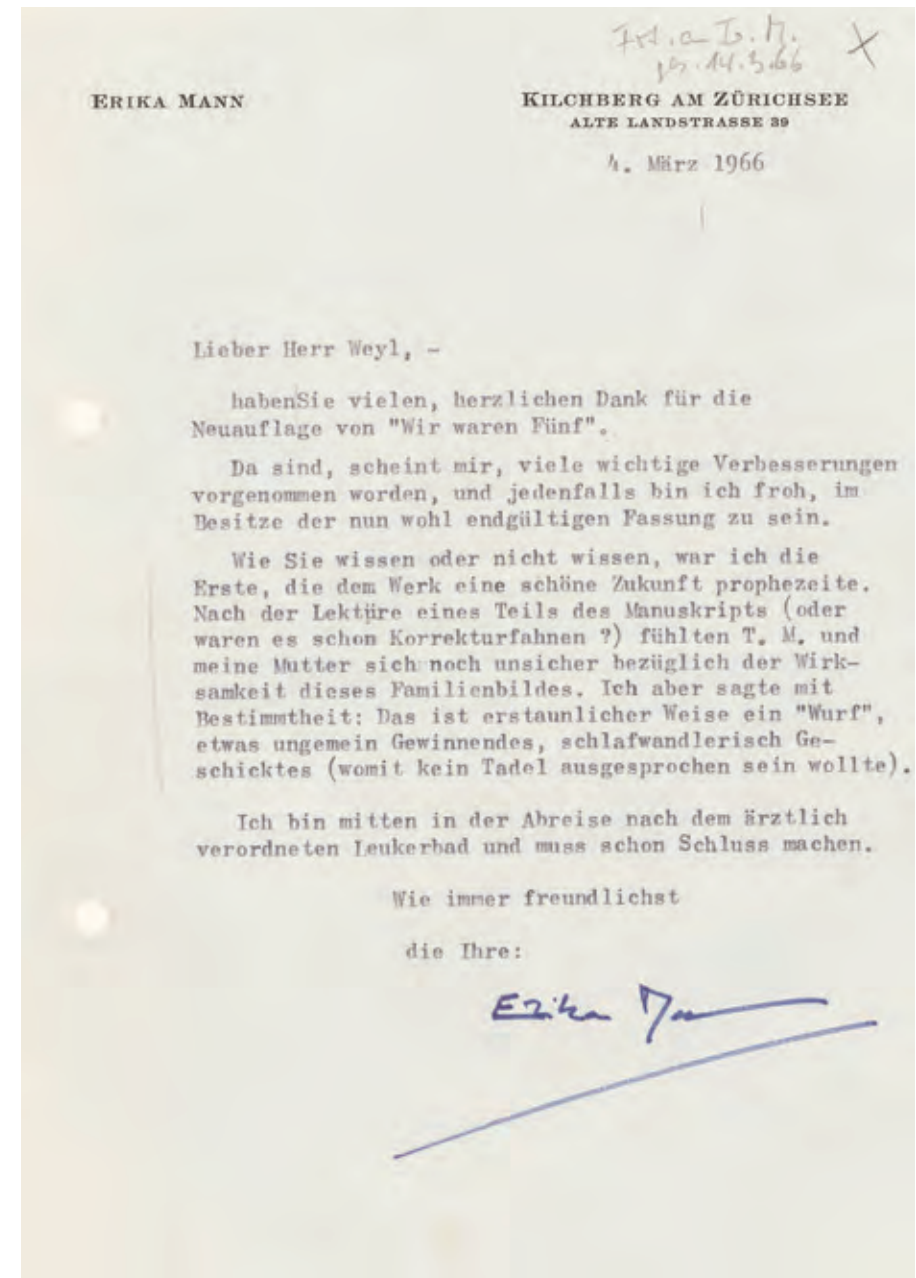 14.3.66
ERIKA MANN
KILCHBERG AM ZÜRICHSEE
ALTE LANDSTRASSE 39
4. März 1966
Lieber Herr Weyl, –
habenSie vielen, herzlichen Dank für die
Neuauflage von "Wir waren Fünf".
Da sind, scheint mir, viele wichtige Verbesserungen
vorgenommen worden, und jedenfalls bin ich froh, im
Besitze der nun wohl endgültigen Fassung zu sein.
Wie Sie wissen oder nicht wissen, war ich die
Erste, die dem Werk eine schöne Zukunft prophezeite.
Nach der Lektüre eines Teils des Manuskripts (oder
waren es schon Korrekturfahnen ?) fühlten T. M. und
meine Mutter sich noch unsicher bezüglich der Wirk-
samkeit dieses Familienbildes. Ich aber sagte mit
Bestimmtheit: Das ist erstaunlicher Weise ein "Wurf",
etwas ungemein Gewinnendes, schlafwandlerisch Ge-
schicktes (womit kein Tadel ausgesprochen sein wollte).
Ich bin mitten in der Abreise nach dem ärztlich
verordneten Leukerbad und muss schon Schluss machen.
Wie immer freundlichst
die Ihre:
Erika Mann